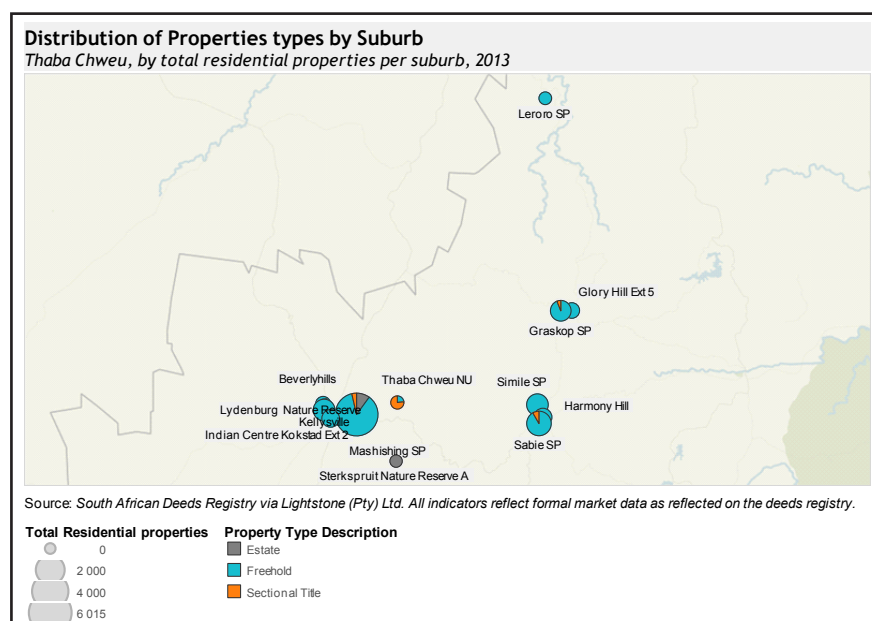 Distribution of Properties types by Suburb
Thaba Chweu, by total residential properties per suburb, 2013
Leroro SP
Glory Hill Ext 5
Graskop SP
Beverlyhills
Thaba Chweu NU
Simile SP
Lydenburg Nature Reserve
Harmony Hill
Kellysville
Indian Centre Kokstad Ext 2
Sabie SP
Mashishing SP
Sterkspruit Nature Reserve A
Source: South African Deeds Registry via Lightstone (Pty) Ltd. All indicators reflect formal market data as reflected on the deeds registry.
Total Residential properties
0
2 000
4 000
6 015
Property Type Description
Estate
Freehold
Sectional Title